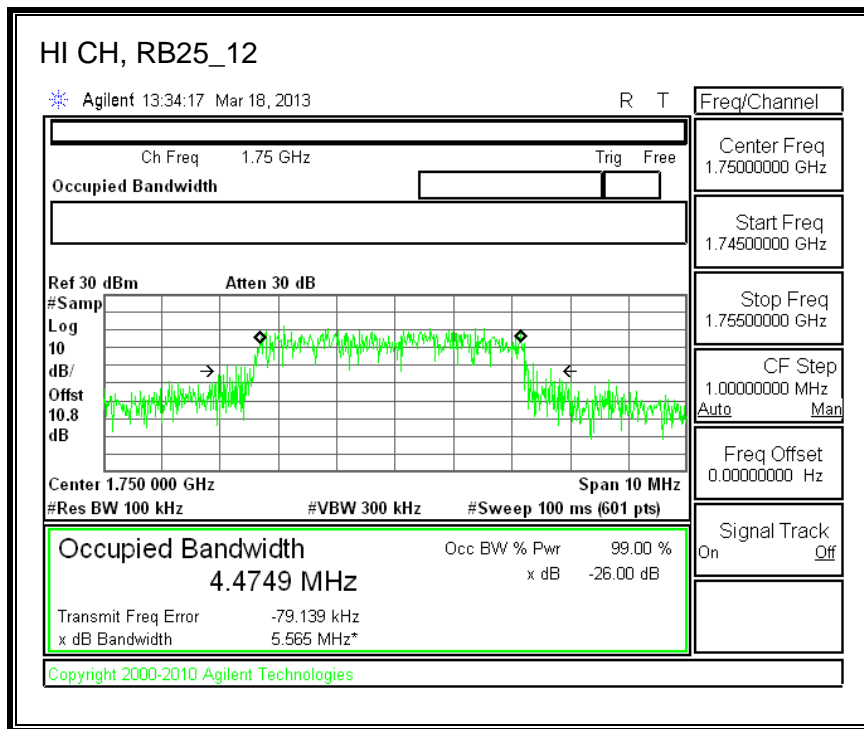 HI CH, RB25_12
Agilent 13:34:17 Mar 18, 2013 R T
Freq/Channel
Ch Freq 1.75 GHz Trig Free
Occupied Bandwidth
Center Freq
1.75000000 GHz
Start Freq
1.74500000 GHz
Stop Freq
1.75500000 GHz
CF Step
1.00000000 MHz
Auto Man
Freq Offset
0.00000000 Hz
Signal Track
On Off
Ref 30 dBm Atten 30 dB
#Samp
Log
10
dB/
Offst
10.8
dB
Center 1.750 000 GHz Span 10 MHz
#Res BW 100 kHz #VBW 300 kHz #Sweep 100 ms (601 pts)
Occupied Bandwidth Occ BW % Pwr 99.00 %
4.4749 MHz x dB -26.00 dB
Transmit Freq Error -79.139 kHz
x dB Bandwidth 5.565 MHz*
Copyright 2000-2010 Agilent Technologies